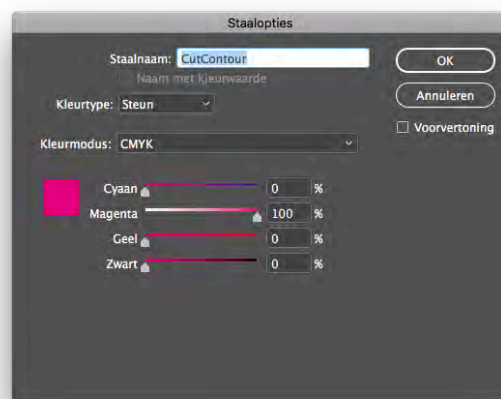 Staalopties
Staalnaam: CutContour
Naam met kleurwaarde
Kleurtype: Steun
Kleurmodus: CMYK
Cyaan 0 %
Magenta 100 %
Geel 0 %
Zwart 0 %
OK
Annuleren
Voorvertoning